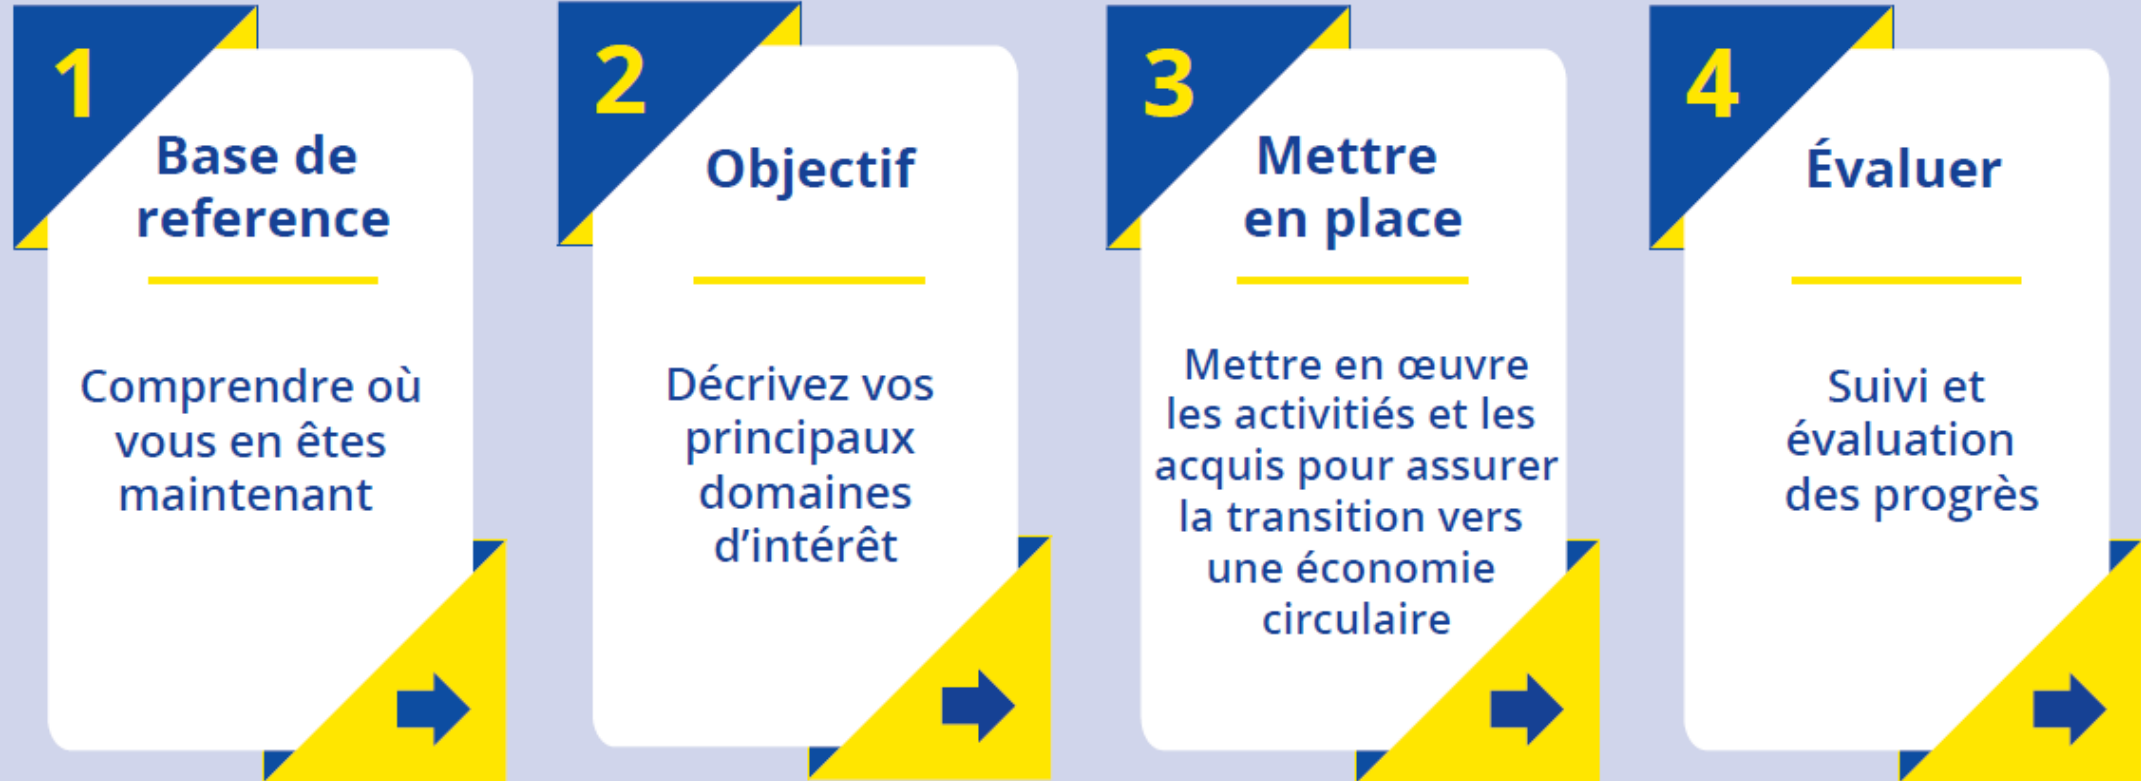 1
Base de
reference
Comprendre où
vous en êtes
maintenant
2
Objectif
Décrivez vos
principaux
domaines
d’intérêt
3
Mettre
en place
Mettre en œuvre
les activitiés et les
acquis pour assurer
la transition vers
une économie
circulaire
4
Évaluer
Suivi et
évaluation
des progrès